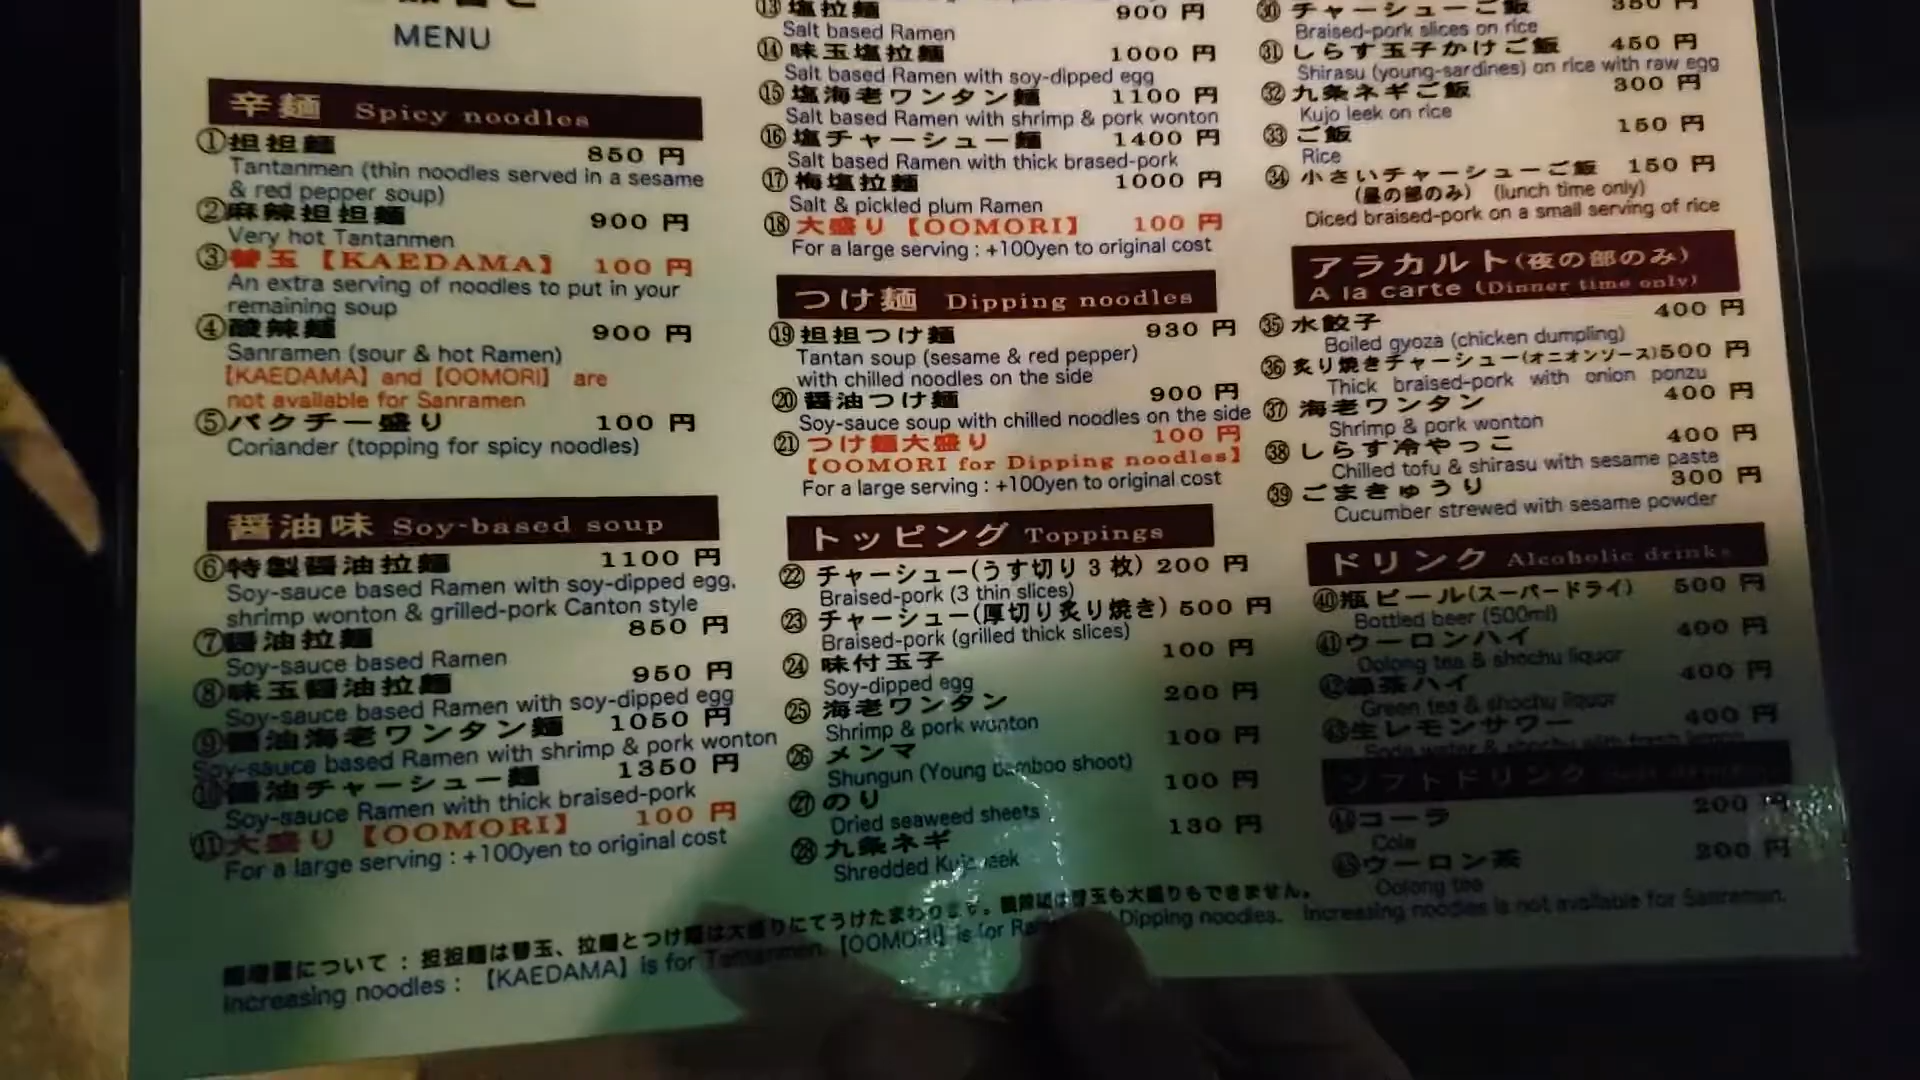 MENU
辛麺 Spicy noodles
①担担麺 850 円
Tantanmen (thin noodles served in a sesame
& red pepper soup)
②麻辣担担麺 900 円
Very hot Tantanmen
③替玉【KAEDAMA】 100 円
An extra serving of noodles to put in your
remaining soup
④酸辣麺 900 円
Sanramen (sour & hot Ramen)
【KAEDAMA】 and 【OOMORI】 are
not available for Sanramen
⑤パクチー盛り 100 円
Coriander (topping for spicy noodles)
醤油味 Soy-based soup
⑥特製醤油拉麺 1100 円
Soy-sauce based Ramen with soy-dipped egg,
shrimp wonton & grilled-pork Canton style
⑦醤油拉麺 850 円
Soy-sauce based Ramen
⑧味玉醤油拉麺 950 円
Soy-sauce based Ramen with soy-dipped egg
⑨醤油海老ワンタン麺 1050 円
Soy-sauce based Ramen with shrimp & pork wonton
⑩醤油チャーシュー麺 1350 円
Soy-sauce Ramen with thick braised-pork
⑪大盛り【OOMORI】 100 円
For a large serving : +100yen to original cost
⑬塩拉麺 900 円
Salt based Ramen
⑭味玉塩拉麺 1000 円
Salt based Ramen with soy-dipped egg
⑮塩海老ワンタン麺 1100 円
Salt based Ramen with shrimp & pork wonton
⑯塩チャーシュー麺 1400 円
Salt based Ramen with thick brased-pork
⑰梅塩拉麺 1000 円
Salt & pickled plum Ramen
⑱大盛り【OOMORI】 100 円
For a large serving : +100yen to original cost
つけ麺 Dipping noodles
⑲担担つけ麺 930 円
Tantan soup (sesame & red pepper)
with chilled noodles on the side
⑳醤油つけ麺 900 円
Soy-sauce soup with chilled noodles on the side
㉑つけ麺大盛り 100 円
【OOMORI for Dipping noodles】
For a large serving : +100yen to original cost
トッピング Toppings
㉒チャーシュー(うす切り3枚) 200 円
Braised-pork (3 thin slices)
㉓チャーシュー(厚切り炙り焼き) 500 円
Braised-pork (grilled thick slices)
㉔味付玉子 100 円
Soy-dipped egg
㉕海老ワンタン 200 円
Shrimp & pork wonton
㉖メンマ 100 円
Shungun (Young bamboo shoot)
㉗のり 100 円
Dried seaweed sheets
㉘九条ネギ 130 円
Shredded Kujo leek
㉚チャーシューご飯 350 円
Braised-pork slices on rice
㉛しらす玉子かけご飯 450 円
Shirasu (young-sardines) on rice with raw egg
㉜九条ネギご飯 300 円
Kujo leek on rice
㉝ご飯 150 円
Rice
㉞小さいチャーシューご飯 150 円
(昼の部のみ) (lunch time only)
Diced braised-pork on a small serving of rice
アラカルト(夜の部のみ)
A la carte (Dinner time only)
㉟水餃子 400 円
Boiled gyoza (chicken dumpling)
㊱炙り焼きチャーシュー(オニオンソース)500 円
Thick braised-pork with onion ponzu
㊲海老ワンタン 400 円
Shrimp & pork wonton
㊳しらす冷やっこ 400 円
Chilled tofu & shirasu with sesame paste
㊴ごまきゅうり 300 円
Cucumber strewed with sesame powder
ドリンク Alcoholic drinks
㊵瓶ビール(スーパードライ) 500 円
Bottled beer (500ml)
㊶ウーロンハイ 400 円
Oolong tea & shochu liquor
㊷緑茶ハイ 400 円
Green tea & shochu liquor
㊸生レモンサワー 400 円
Soda water & shochu with fresh lemon
ソフトドリンク Soft drinks
㊹コーラ 200 円
Cola
㊺ウーロン茶 200 円
Oolong tea
麺増量について：担担麺は替玉、拉麺とつけ麺は大盛りにてうけたまわります。酸辣麺は替玉も大盛りもできません。
Increasing noodles : 【KAEDAMA】 is for Tantanmen. 【OOMORI】 is for Ramen Dipping noodles. Increasing noodles is not available for Sanramen.